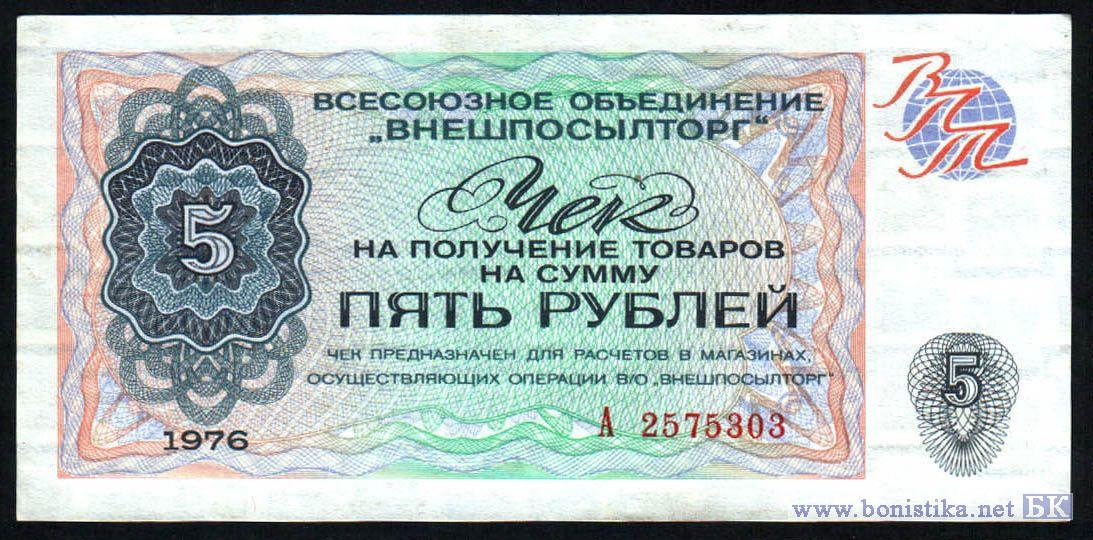 ВСЕСОЮЗНОЕ ОБЪЕДИНЕНИЕ
„ВНЕШПОСЫЛТОРГ“
ВПТ
Чек
НА ПОЛУЧЕНИЕ ТОВАРОВ
НА СУММУ
ПЯТЬ РУБЛЕЙ
5
ЧЕК ПРЕДНАЗНАЧЕН ДЛЯ РАСЧЕТОВ В МАГАЗИНАХ,
ОСУЩЕСТВЛЯЮЩИХ ОПЕРАЦИИ В/О „ВНЕШПОСЫЛТОРГ“
5
1976
А 2575303
www.bonistika.net БК